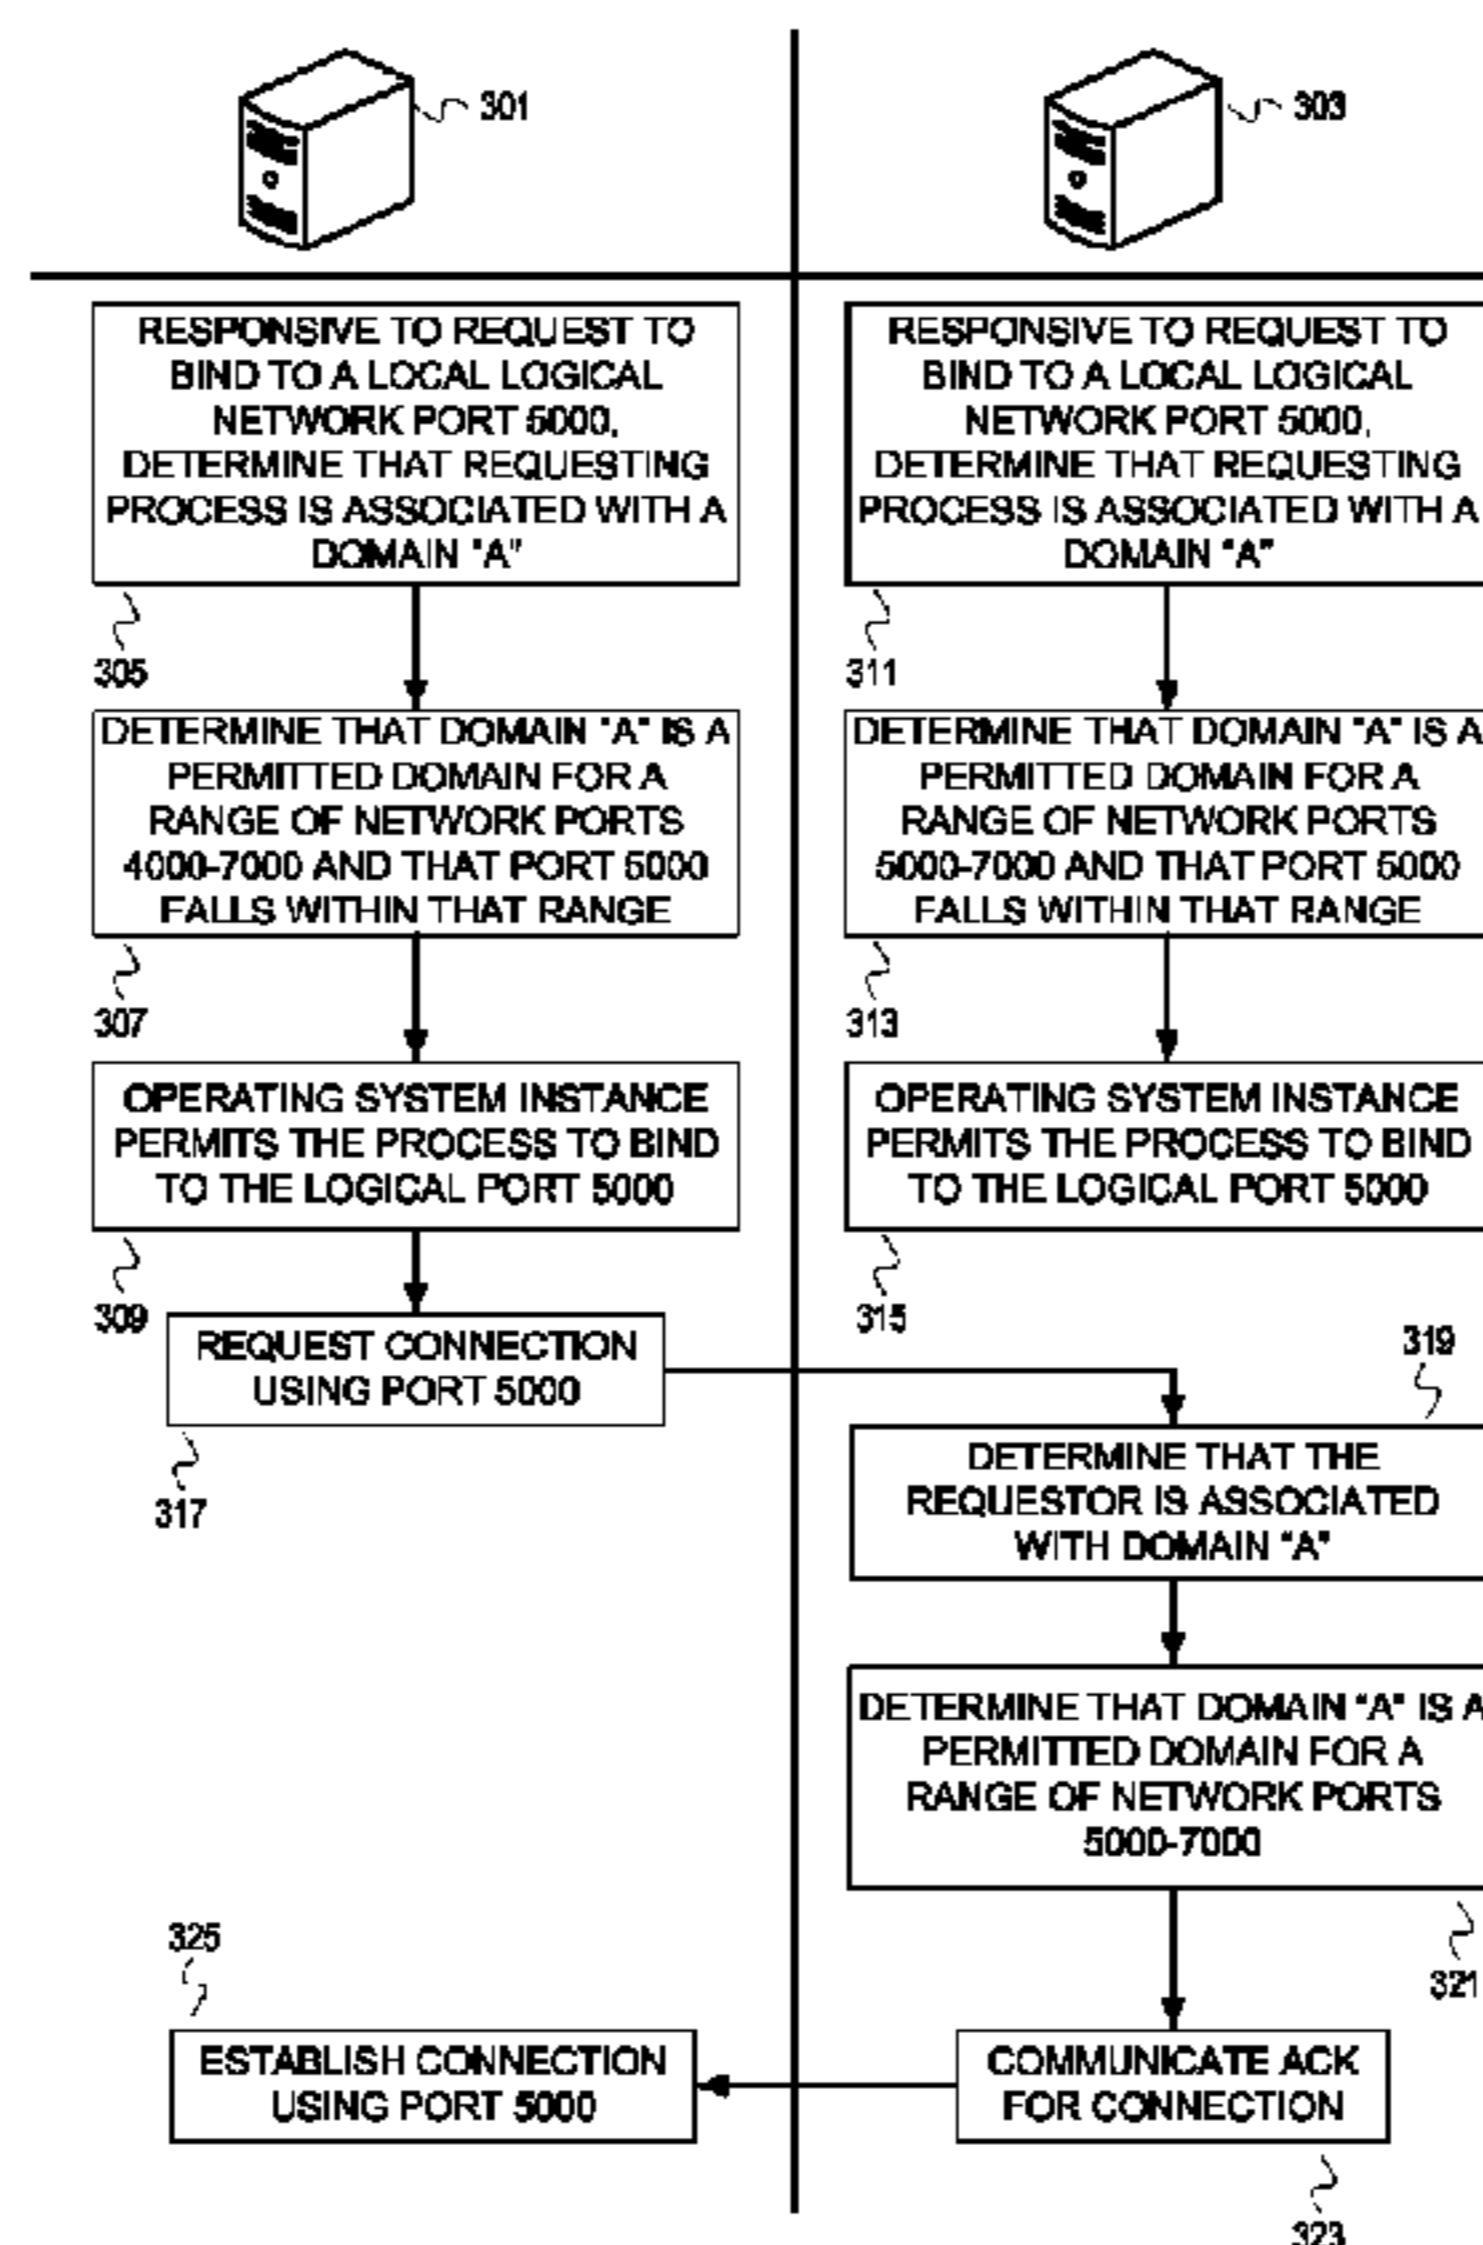 301
303
RESPONSIVE TO REQUEST TO
BIND TO A LOCAL LOGICAL
NETWORK PORT 5000,
DETERMINE THAT REQUESTING
PROCESS IS ASSOCIATED WITH A
DOMAIN "A"
305
DETERMINE THAT DOMAIN "A" IS A
PERMITTED DOMAIN FOR A
RANGE OF NETWORK PORTS
4000-7000 AND THAT PORT 5000
FALLS WITHIN THAT RANGE
307
OPERATING SYSTEM INSTANCE
PERMITS THE PROCESS TO BIND
TO THE LOGICAL PORT 5000
309
REQUEST CONNECTION
USING PORT 5000
317
RESPONSIVE TO REQUEST TO
BIND TO A LOCAL LOGICAL
NETWORK PORT 5000,
DETERMINE THAT REQUESTING
PROCESS IS ASSOCIATED WITH A
DOMAIN "A"
311
DETERMINE THAT DOMAIN "A" IS A
PERMITTED DOMAIN FOR A
RANGE OF NETWORK PORTS
5000-7000 AND THAT PORT 5000
FALLS WITHIN THAT RANGE
313
OPERATING SYSTEM INSTANCE
PERMITS THE PROCESS TO BIND
TO THE LOGICAL PORT 5000
315
319
DETERMINE THAT THE
REQUESTOR IS ASSOCIATED
WITH DOMAIN "A"
DETERMINE THAT DOMAIN "A" IS A
PERMITTED DOMAIN FOR A
RANGE OF NETWORK PORTS
5000-7000
321
COMMUNICATE ACK
FOR CONNECTION
323
325
ESTABLISH CONNECTION
USING PORT 5000